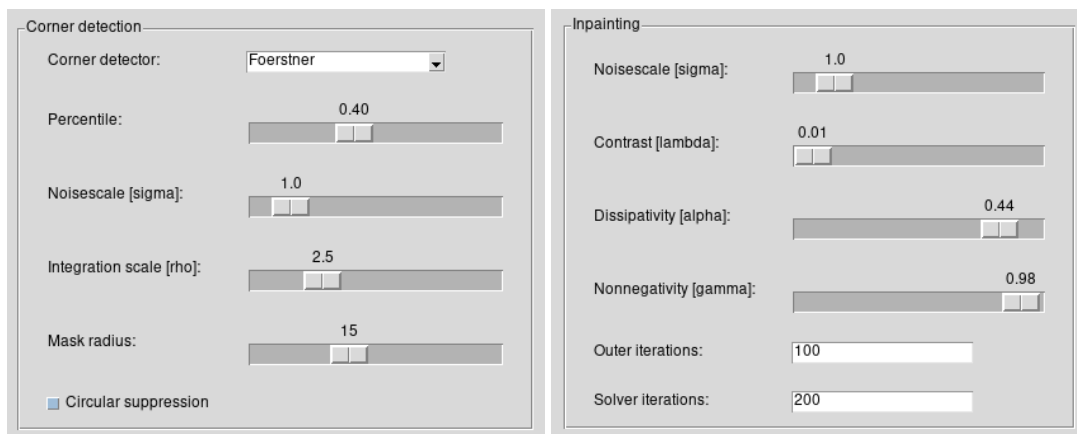 Corner detection
Corner detector: Foerstner
0.40
Percentile:
1.0
Noisescale [sigma]:
2.5
Integration scale [rho]:
15
Mask radius:
Circular suppression
Inpainting
1.0
Noisescale [sigma]:
0.01
Contrast [lambda]:
0.44
Dissipativity [alpha]:
0.98
Nonnegativity [gamma]:
Outer iterations: 100
Solver iterations: 200